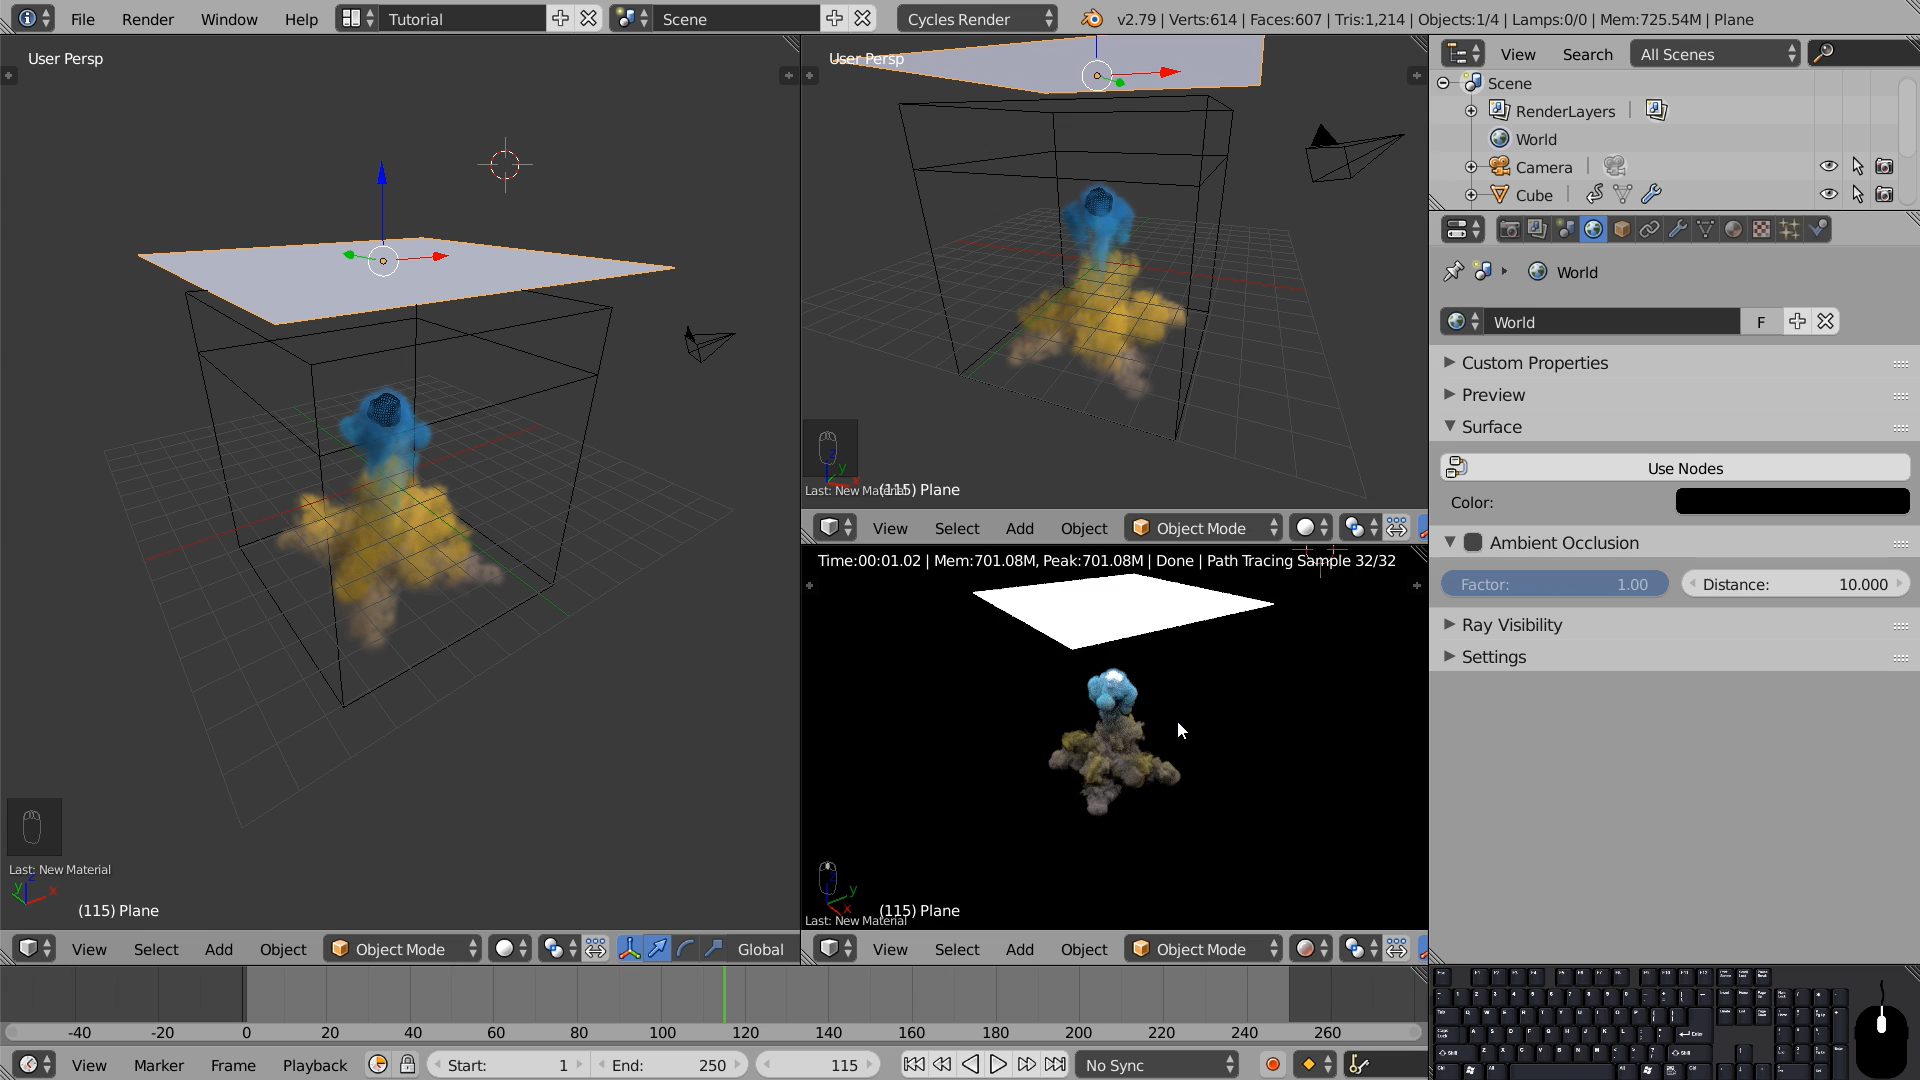 File Render Window Help Tutorial Scene Cycles Render v2.79 | Verts:614 | Faces:607 | Tris:1,214 | Objects:1/4 | Lamps:0/0 | Mem:725.54M | Plane
User Persp
Last: New Material
(115) Plane
View Select Add Object Object Mode Global
User Persp
(115) Plane
View Select Add Object Object Mode
Time:00:01.02 | Mem:701.08M, Peak:701.08M | Done | Path Tracing Sample 32/32
(115) Plane
Last: New Material
View Select Add Object Object Mode
View Search All Scenes
Scene
RenderLayers
World
Camera
Cube
World
World F
Custom Properties
Preview
Surface
Use Nodes
Color:
Ambient Occlusion
Factor: 1.00 Distance: 10.000
Ray Visibility
Settings
-40 -20 0 20 40 60 80 100 120 140 160 180 200 220 240 260
View Marker Frame Playback Start: 1 End: 250 115 No Sync